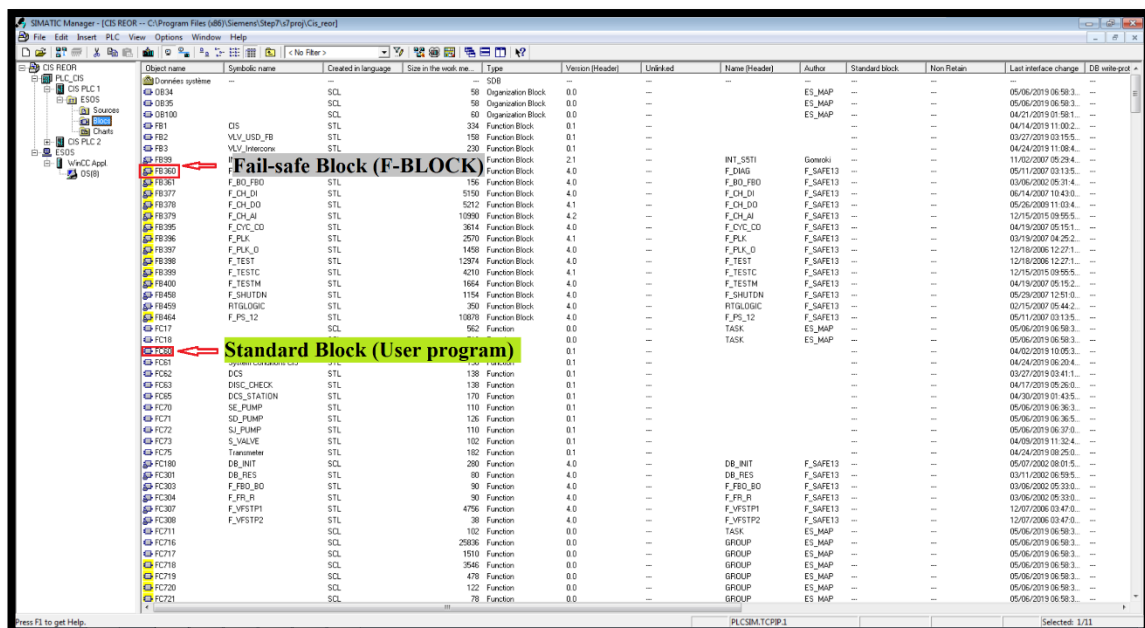 SIMATIC Manager - [CIS REOR -- C:\Program Files (x86)\Siemens\Step7\s7proj\Cis_reor]
File Edit Insert PLC View Options Window Help
< No Filter >
CIS REOR
PLC_CIS
CIS PLC 1
ESOS
Sources
Blocs
Charts
CIS PLC 2
ESOS
WinCC Appl.
OS(8)
Object name Symbolic name Created in language Size in the work me... Type Version (Header) Unlinked Name (Header) Author Standard block Non Retain Last interface change DB write-prot
Données système --- --- --- SDB --- --- --- --- --- --- --- ---
OB34 SCL 58 Organization Block 0.0 --- ES_MAP --- --- 05/06/2019 06:58:3... ---
OB35 SCL 58 Organization Block 0.0 --- ES_MAP --- --- 05/06/2019 06:58:3... ---
OB100 SCL 60 Organization Block 0.0 --- ES_MAP --- --- 04/21/2019 01:58:1... ---
FB1 CIS STL 334 Function Block 0.1 --- --- --- 04/14/2019 11:00:2... ---
FB2 VLV_USD_FB STL 158 Function Block 0.1 --- --- --- 03/27/2019 03:15:5... ---
FB3 VLV_Interconx STL 230 Function Block 0.1 --- --- --- 04/24/2019 11:08:4... ---
FB99 Function Block 2.1 --- INT_S5TI --- --- 11/02/2007 05:29:4... ---
Fail-safe Block (F-BLOCK)
FB360 Function Block 4.0 --- F_DIAG F_SAFE13 --- --- 05/11/2007 03:13:5... ---
FB361 F_BO_FBO STL 156 Function Block 4.0 --- F_BO_FBO F_SAFE13 --- --- 03/06/2002 05:31:4... ---
FB377 F_CH_DI STL 5150 Function Block 4.0 --- F_CH_DI F_SAFE13 --- --- 06/14/2007 10:43:0... ---
FB378 F_CH_DO STL 5212 Function Block 4.1 --- F_CH_DO F_SAFE13 --- --- 05/26/2009 11:03:4... ---
FB379 F_CH_AI STL 10990 Function Block 4.2 --- F_CH_AI F_SAFE13 --- --- 12/15/2015 09:55:5... ---
FB395 F_CYC_CO STL 3614 Function Block 4.0 --- F_CYC_CO F_SAFE13 --- --- 04/19/2007 05:15:1... ---
FB396 F_PLK STL 2570 Function Block 4.1 --- F_PLK F_SAFE13 --- --- 03/19/2007 04:25:2... ---
FB397 F_PLK_O STL 1458 Function Block 4.0 --- F_PLK_O F_SAFE13 --- --- 12/18/2006 12:27:1... ---
FB398 F_TEST STL 12974 Function Block 4.0 --- F_TEST F_SAFE13 --- --- 12/18/2006 12:27:1... ---
FB399 F_TESTC STL 4210 Function Block 4.1 --- F_TESTC F_SAFE13 --- --- 12/15/2015 09:55:5... ---
FB400 F_TESTM STL 1664 Function Block 4.0 --- F_TESTM F_SAFE13 --- --- 04/19/2007 05:15:2... ---
FB458 F_SHUTDN STL 1154 Function Block 4.0 --- F_SHUTDN F_SAFE13 --- --- 05/29/2007 12:51:0... ---
FB459 RTGLOGIC STL 350 Function Block 4.0 --- RTGLOGIC F_SAFE13 --- --- 02/15/2007 05:44:2... ---
FB464 F_PS_12 STL 10878 Function Block 4.0 --- F_PS_12 F_SAFE13 --- --- 05/11/2007 03:13:5... ---
FC17 SCL 562 Function 0.0 --- TASK ES_MAP --- --- 05/06/2019 06:58:3... ---
FC18 Function 0.0 --- TASK ES_MAP --- --- 05/06/2019 06:58:3... ---
FC60 0.1 --- --- --- 04/02/2019 10:05:3... ---
Standard Block (User program)
FC61 Function 0.1 --- --- --- 04/24/2019 06:20:4... ---
FC62 DCS STL 138 Function 0.1 --- --- --- 03/27/2019 03:41:1... ---
FC63 DISC_CHECK STL 138 Function 0.1 --- --- --- 04/17/2019 05:26:0... ---
FC65 DCS_STATION STL 170 Function 0.1 --- --- --- 04/30/2019 01:43:5... ---
FC70 SE_PUMP STL 110 Function 0.1 --- --- --- 05/06/2019 06:36:3... ---
FC71 SD_PUMP STL 126 Function 0.1 --- --- --- 05/06/2019 06:36:5... ---
FC72 SJ_PUMP STL 110 Function 0.1 --- --- --- 05/06/2019 06:37:0... ---
FC73 S_VALVE STL 102 Function 0.1 --- --- --- 04/09/2019 11:32:4... ---
FC75 Transmeter STL 182 Function 0.1 --- --- --- 04/24/2019 08:25:0... ---
FC180 DB_INIT SCL 280 Function 4.0 --- DB_INIT F_SAFE13 --- --- 05/07/2002 08:01:5... ---
FC301 DB_RES STL 80 Function 4.0 --- DB_RES F_SAFE13 --- --- 03/11/2002 06:59:5... ---
FC303 F_FBO_BO STL 90 Function 4.0 --- F_FBO_BO F_SAFE13 --- --- 03/06/2002 05:33:0... ---
FC304 F_FR_R STL 90 Function 4.0 --- F_FR_R F_SAFE13 --- --- 03/06/2002 05:33:0... ---
FC307 F_VFSTP1 STL 4756 Function 4.0 --- F_VFSTP1 F_SAFE13 --- --- 12/07/2006 03:47:0... ---
FC308 F_VFSTP2 STL 38 Function 4.0 --- F_VFSTP2 F_SAFE13 --- --- 12/07/2006 03:47:0... ---
FC711 SCL 102 Function 0.0 --- TASK ES_MAP --- --- 05/06/2019 06:58:3... ---
FC716 SCL 25836 Function 0.0 --- GROUP ES_MAP --- --- 05/06/2019 06:58:3... ---
FC717 SCL 1510 Function 0.0 --- GROUP ES_MAP --- --- 05/06/2019 06:58:3... ---
FC718 SCL 3546 Function 0.0 --- GROUP ES_MAP --- --- 05/06/2019 06:58:3... ---
FC719 SCL 478 Function 0.0 --- GROUP ES_MAP --- --- 05/06/2019 06:58:3... ---
FC720 SCL 122 Function 0.0 --- GROUP ES_MAP --- --- 05/06/2019 06:58:3... ---
FC721 SCL 78 Function 0.0 --- GROUP ES_MAP --- --- 05/06/2019 06:58:3... ---
Press F1 to get Help. PLCSIM.TCPIP.1 Selected: 1/11